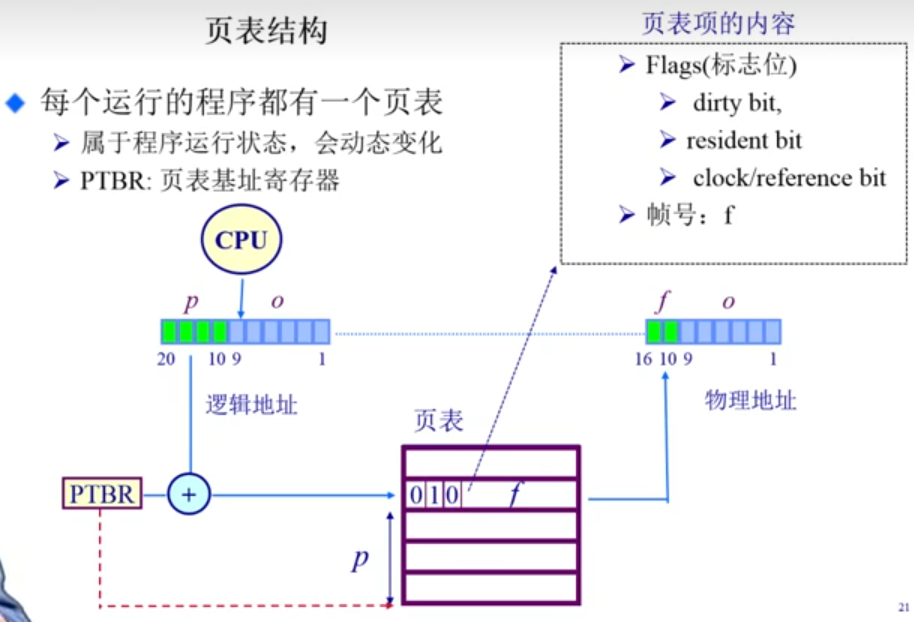 页表结构
每个运行的程序都有一个页表
属于程序运行状态，会动态变化
PTBR: 页表基址寄存器
页表项的内容
Flags(标志位)
dirty bit,
resident bit
clock/reference bit
帧号：f
CPU
p o
20 10 9 1
逻辑地址
f o
16 10 9 1
物理地址
页表
PTBR
+
0 1 0 f
p
21